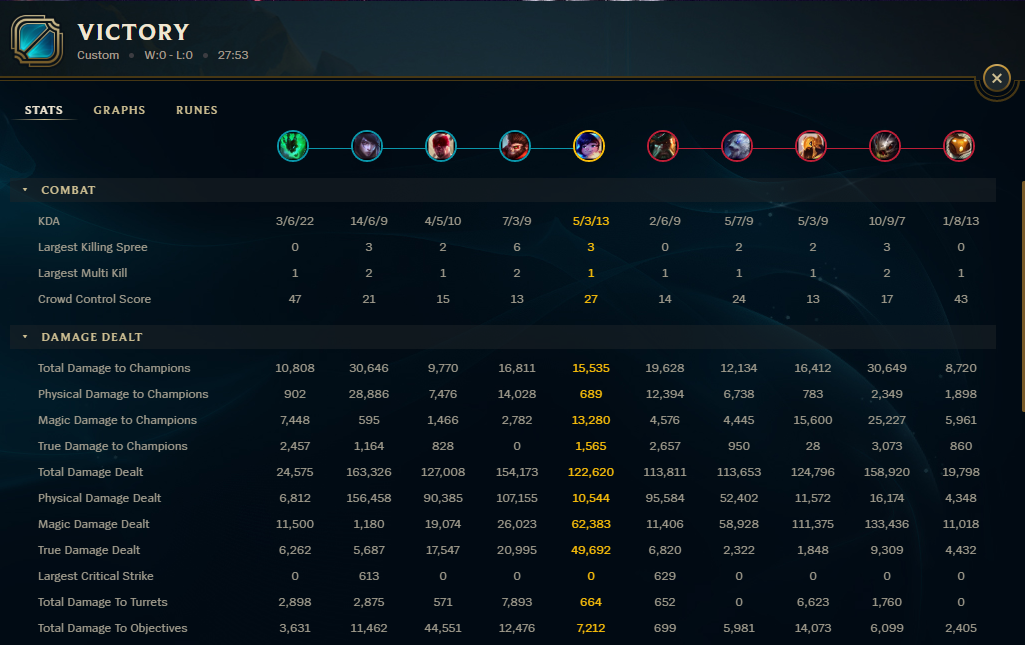 VICTORY
Custom • W:0 - L:0 • 27:53
STATS GRAPHS RUNES
COMBAT
KDA 3/6/22 14/6/9 4/5/10 7/3/9 5/3/13 2/6/9 5/7/9 5/3/9 10/9/7 1/8/13
Largest Killing Spree 0 3 2 6 3 0 2 2 3 0
Largest Multi Kill 1 2 1 2 1 1 1 1 2 1
Crowd Control Score 47 21 15 13 27 14 24 13 17 43
DAMAGE DEALT
Total Damage to Champions 10,808 30,646 9,770 16,811 15,535 19,628 12,134 16,412 30,649 8,720
Physical Damage to Champions 902 28,886 7,476 14,028 689 12,394 6,738 783 2,349 1,898
Magic Damage to Champions 7,448 595 1,466 2,782 13,280 4,576 4,445 15,600 25,227 5,961
True Damage to Champions 2,457 1,164 828 0 1,565 2,657 950 28 3,073 860
Total Damage Dealt 24,575 163,326 127,008 154,173 122,620 113,811 113,653 124,796 158,920 19,798
Physical Damage Dealt 6,812 156,458 90,385 107,155 10,544 95,584 52,402 11,572 16,174 4,348
Magic Damage Dealt 11,500 1,180 19,074 26,023 62,383 11,406 58,928 111,375 133,436 11,018
True Damage Dealt 6,262 5,687 17,547 20,995 49,692 6,820 2,322 1,848 9,309 4,432
Largest Critical Strike 0 613 0 0 0 629 0 0 0 0
Total Damage To Turrets 2,898 2,875 571 7,893 664 652 0 6,623 1,760 0
Total Damage To Objectives 3,631 11,462 44,551 12,476 7,212 699 5,981 14,073 6,099 2,405